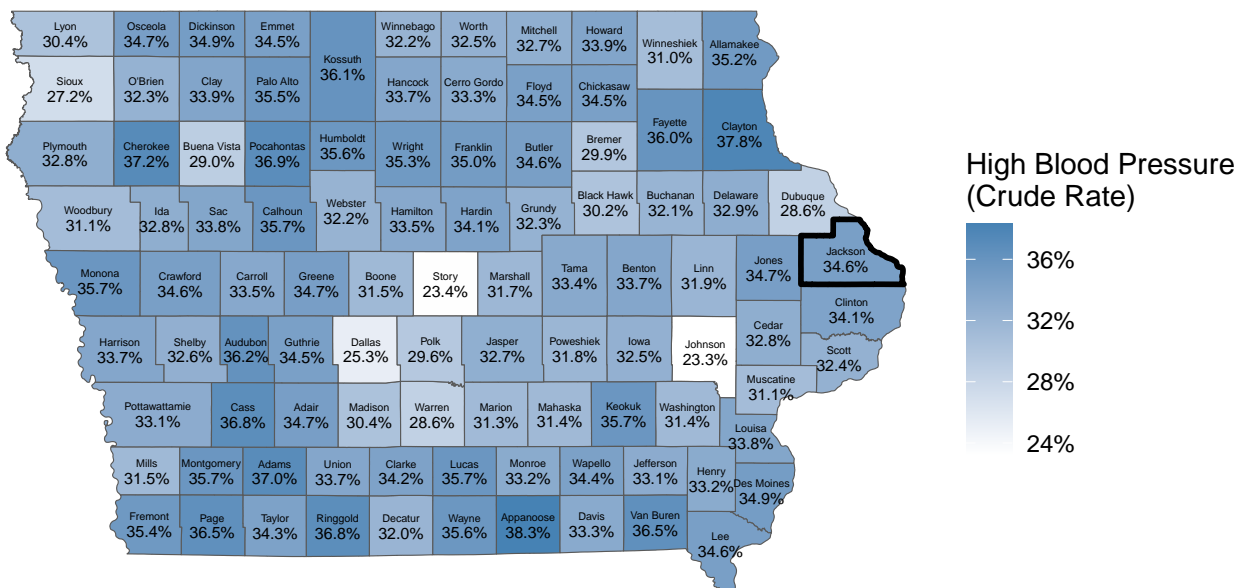 Lyon
30.4%
Osceola
34.7%
Dickinson
34.9%
Emmet
34.5%
Kossuth
36.1%
Winnebago
32.2%
Worth
32.5%
Mitchell
32.7%
Howard
33.9%
Winneshiek
31.0%
Allamakee
35.2%
Sioux
27.2%
O'Brien
32.3%
Clay
33.9%
Palo Alto
35.5%
Hancock
33.7%
Cerro Gordo
33.3%
Floyd
34.5%
Chickasaw
34.5%
Fayette
36.0%
Clayton
37.8%
Plymouth
32.8%
Cherokee
37.2%
Buena Vista
29.0%
Pocahontas
36.9%
Humboldt
35.6%
Wright
35.3%
Franklin
35.0%
Butler
34.6%
Bremer
29.9%
Woodbury
31.1%
Ida
32.8%
Sac
33.8%
Calhoun
35.7%
Webster
32.2%
Hamilton
33.5%
Hardin
34.1%
Grundy
32.3%
Black Hawk
30.2%
Buchanan
32.1%
Delaware
32.9%
Dubuque
28.6%
Monona
35.7%
Crawford
34.6%
Carroll
33.5%
Greene
34.7%
Boone
31.5%
Story
23.4%
Marshall
31.7%
Tama
33.4%
Benton
33.7%
Linn
31.9%
Jones
34.7%
Jackson
34.6%
Clinton
34.1%
Harrison
33.7%
Shelby
32.6%
Audubon
36.2%
Guthrie
34.5%
Dallas
25.3%
Polk
29.6%
Jasper
32.7%
Poweshiek
31.8%
Iowa
32.5%
Johnson
23.3%
Cedar
32.8%
Scott
32.4%
Muscatine
31.1%
Pottawattamie
33.1%
Cass
36.8%
Adair
34.7%
Madison
30.4%
Warren
28.6%
Marion
31.3%
Mahaska
31.4%
Keokuk
35.7%
Washington
31.4%
Louisa
33.8%
Mills
31.5%
Montgomery
35.7%
Adams
37.0%
Union
33.7%
Clarke
34.2%
Lucas
35.7%
Monroe
33.2%
Wapello
34.4%
Jefferson
33.1%
Henry
33.2%
Des Moines
34.9%
Fremont
35.4%
Page
36.5%
Taylor
34.3%
Ringgold
36.8%
Decatur
32.0%
Wayne
35.6%
Appanoose
38.3%
Davis
33.3%
Van Buren
36.5%
Lee
34.6%
High Blood Pressure
(Crude Rate)
36%
32%
28%
24%